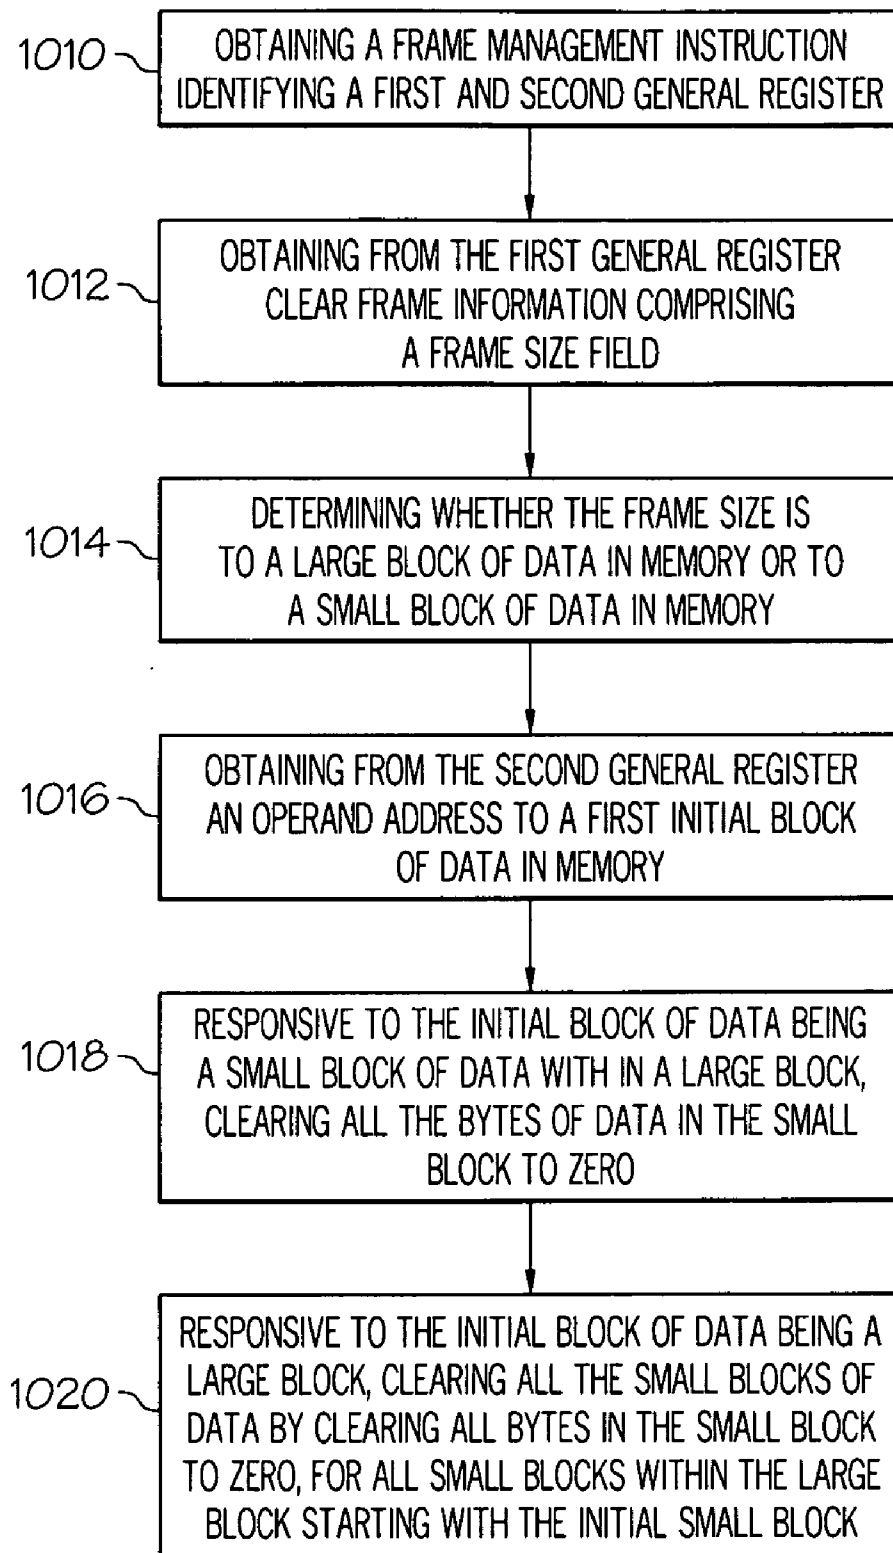 1010
OBTAINING A FRAME MANAGEMENT INSTRUCTION
IDENTIFYING A FIRST AND SECOND GENERAL REGISTER
1012
OBTAINING FROM THE FIRST GENERAL REGISTER
CLEAR FRAME INFORMATION COMPRISING
A FRAME SIZE FIELD
1014
DETERMINING WHETHER THE FRAME SIZE IS
TO A LARGE BLOCK OF DATA IN MEMORY OR TO
A SMALL BLOCK OF DATA IN MEMORY
1016
OBTAINING FROM THE SECOND GENERAL REGISTER
AN OPERAND ADDRESS TO A FIRST INITIAL BLOCK
OF DATA IN MEMORY
1018
RESPONSIVE TO THE INITIAL BLOCK OF DATA BEING
A SMALL BLOCK OF DATA WITH IN A LARGE BLOCK,
CLEARING ALL THE BYTES OF DATA IN THE SMALL
BLOCK TO ZERO
1020
RESPONSIVE TO THE INITIAL BLOCK OF DATA BEING A
LARGE BLOCK, CLEARING ALL THE SMALL BLOCKS OF
DATA BY CLEARING ALL BYTES IN THE SMALL BLOCK
TO ZERO, FOR ALL SMALL BLOCKS WITHIN THE LARGE
BLOCK STARTING WITH THE INITIAL SMALL BLOCK